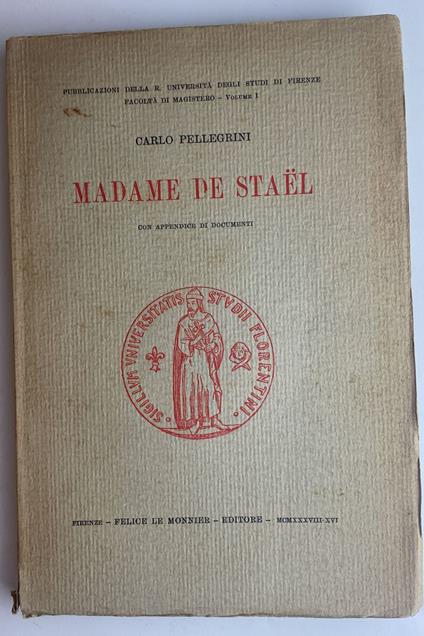 PUBBLICAZIONI DELLA R. UNIVERSITÀ DEGLI STUDI DI FIRENZE
FACOLTÀ DI MAGISTERO – VOLUME I
CARLO PELLEGRINI
MADAME DE STAËL
CON APPENDICE DI DOCUMENTI
· SIGILLVM VNIVERSITATIS STVDII FLORENTINI ·
FIRENZE – FELICE LE MONNIER – EDITORE – MCMXXXVIII-XVI